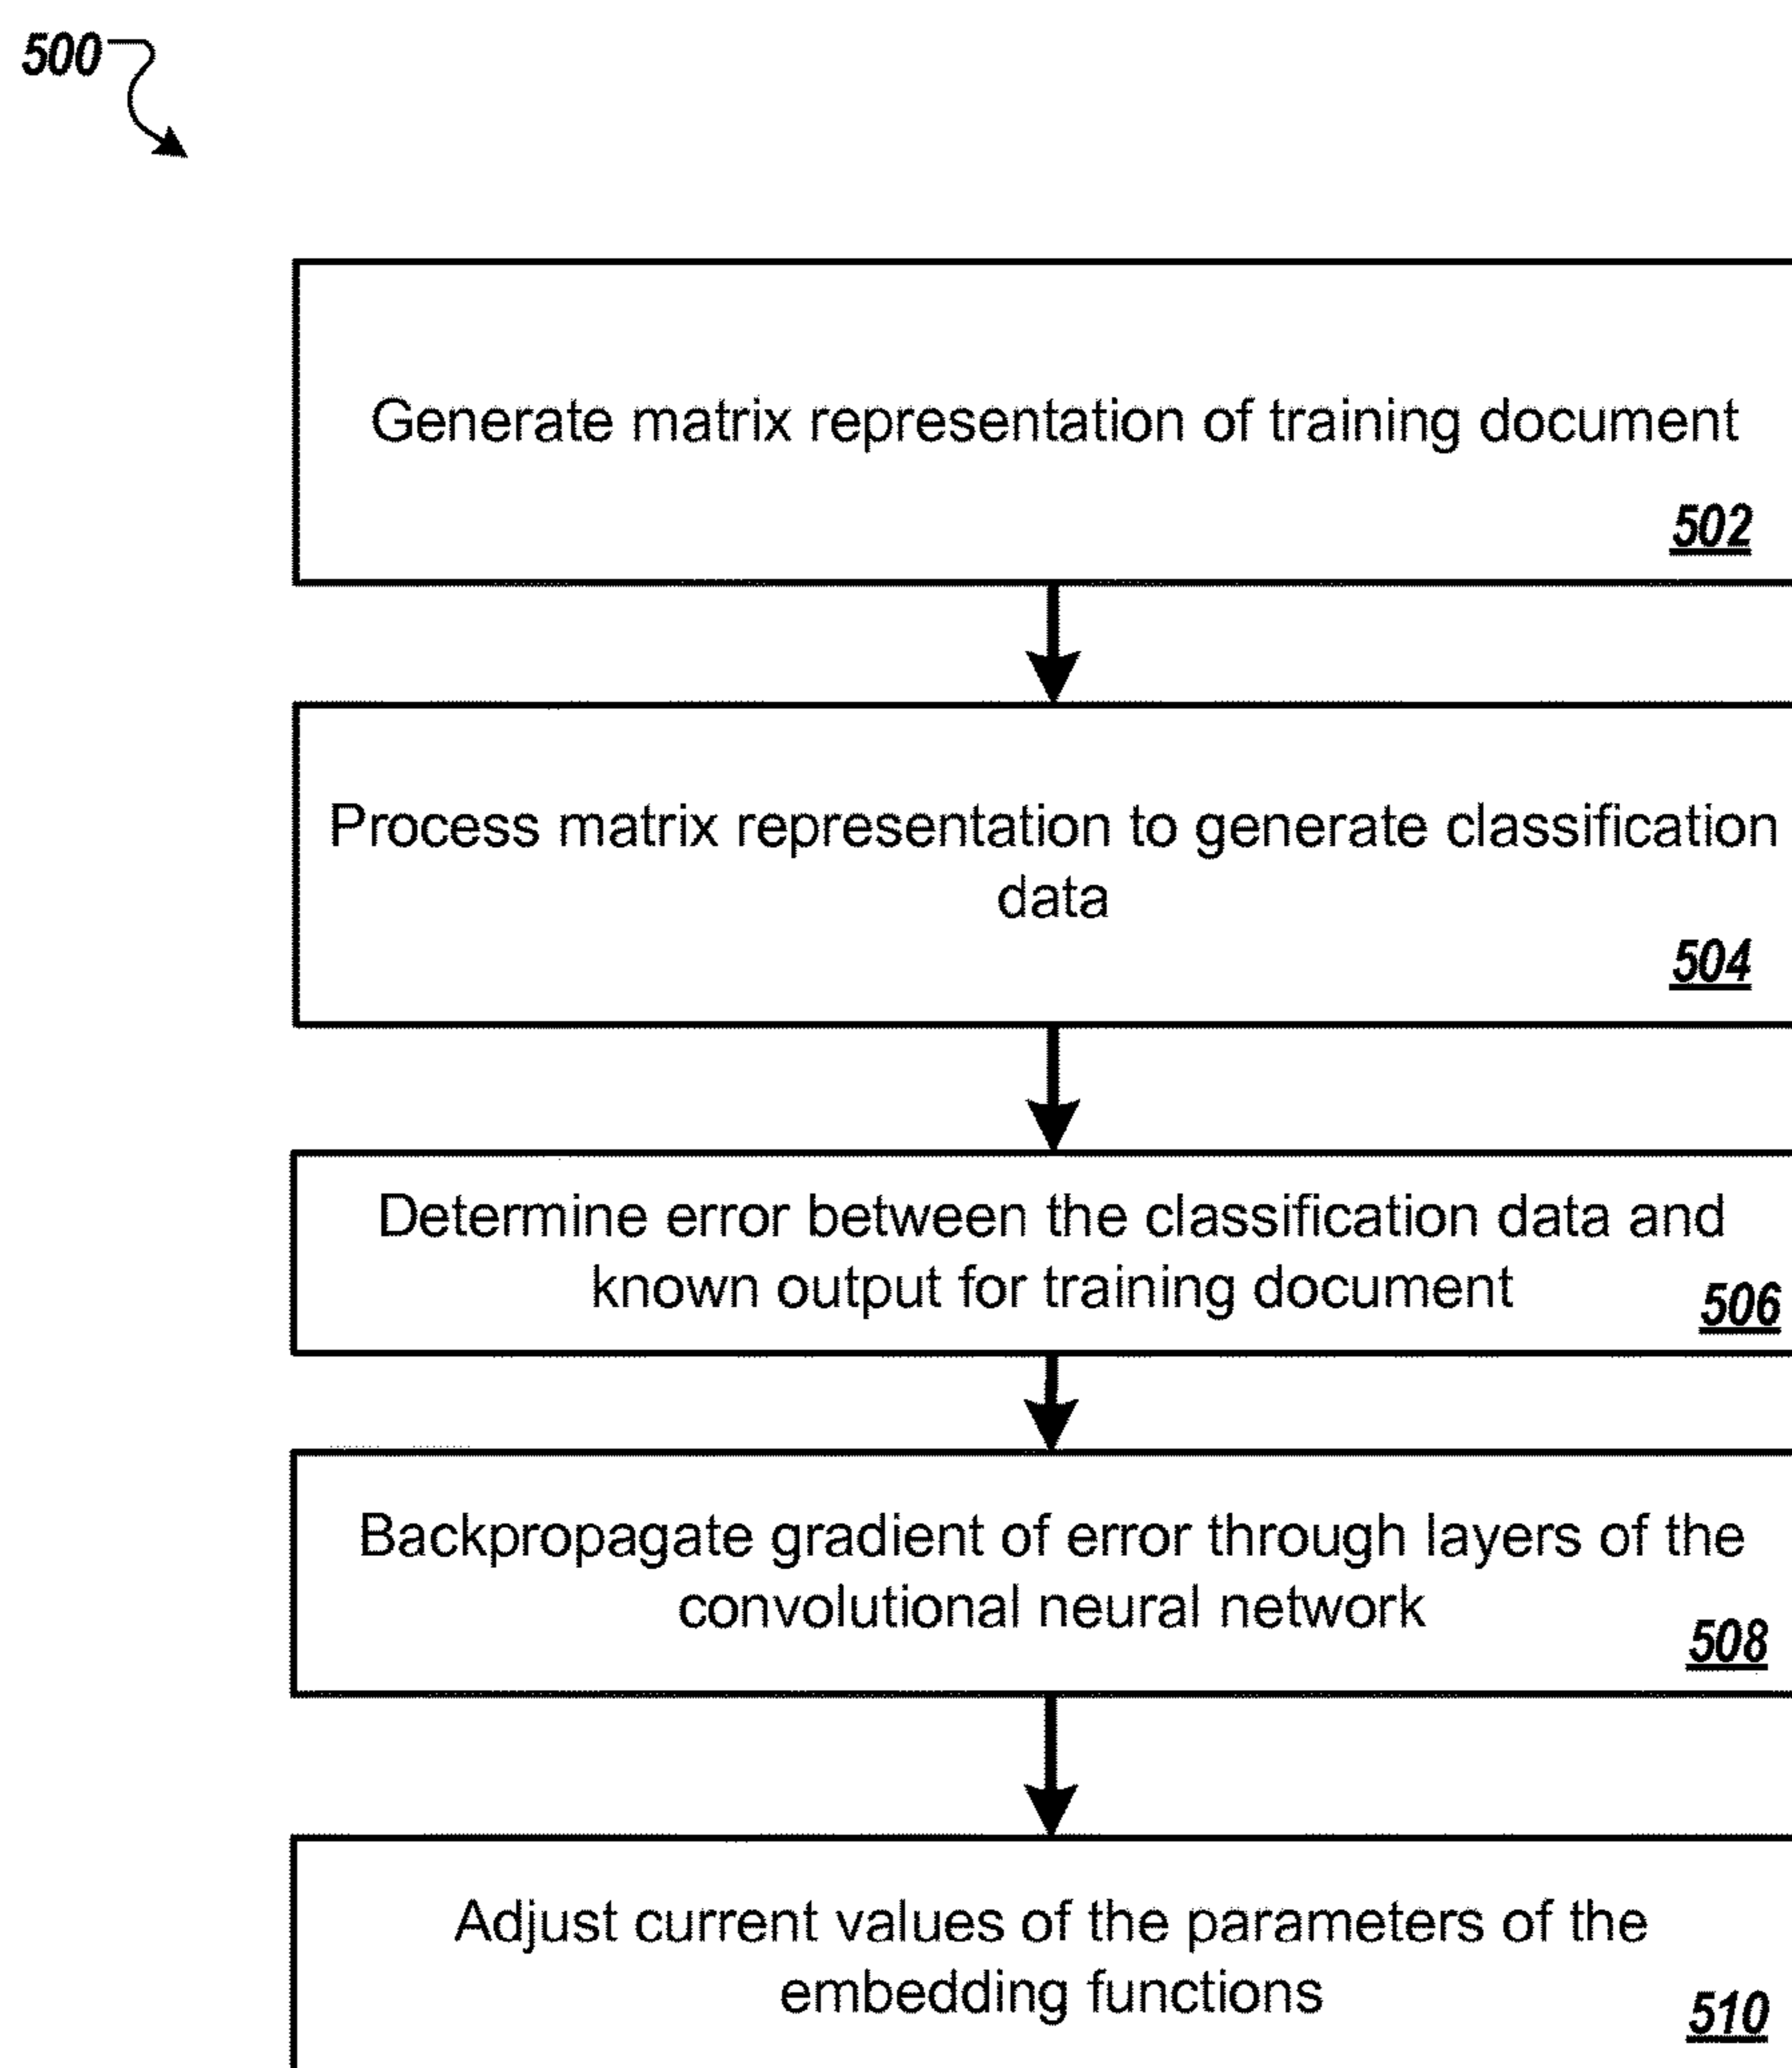 500
Generate matrix representation of training document
502
Process matrix representation to generate classification
data
504
Determine error between the classification data and
known output for training document
506
Backpropagate gradient of error through layers of the
convolutional neural network
508
Adjust current values of the parameters of the
embedding functions
510